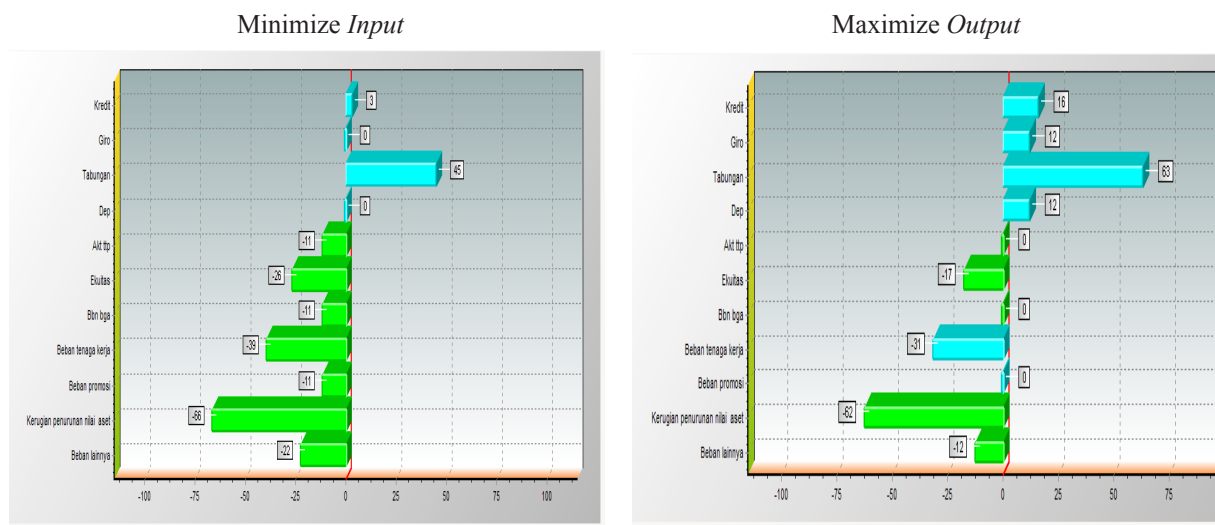 Minimize Input
Kredit
3
Giro
0
Tabungan
45
Dep
0
Akt ttp
-11
Ekuitas
-26
Bbn bga
-11
Beban tenaga kerja
-39
Beban promosi
-11
Kerugian penurunan nilai aset
-66
Beban lainnya
-22
-100 -75 -50 -25 0 25 50 75 100
Maximize Output
Kredit
16
Giro
12
Tabungan
63
Dep
12
Akt ttp
0
Ekuitas
-17
Bbn bga
0
Beban tenaga kerja
-31
Beban promosi
0
Kerugian penurunan nilai aset
-62
Beban lainnya
-12
-100 -75 -50 -25 0 25 50 75